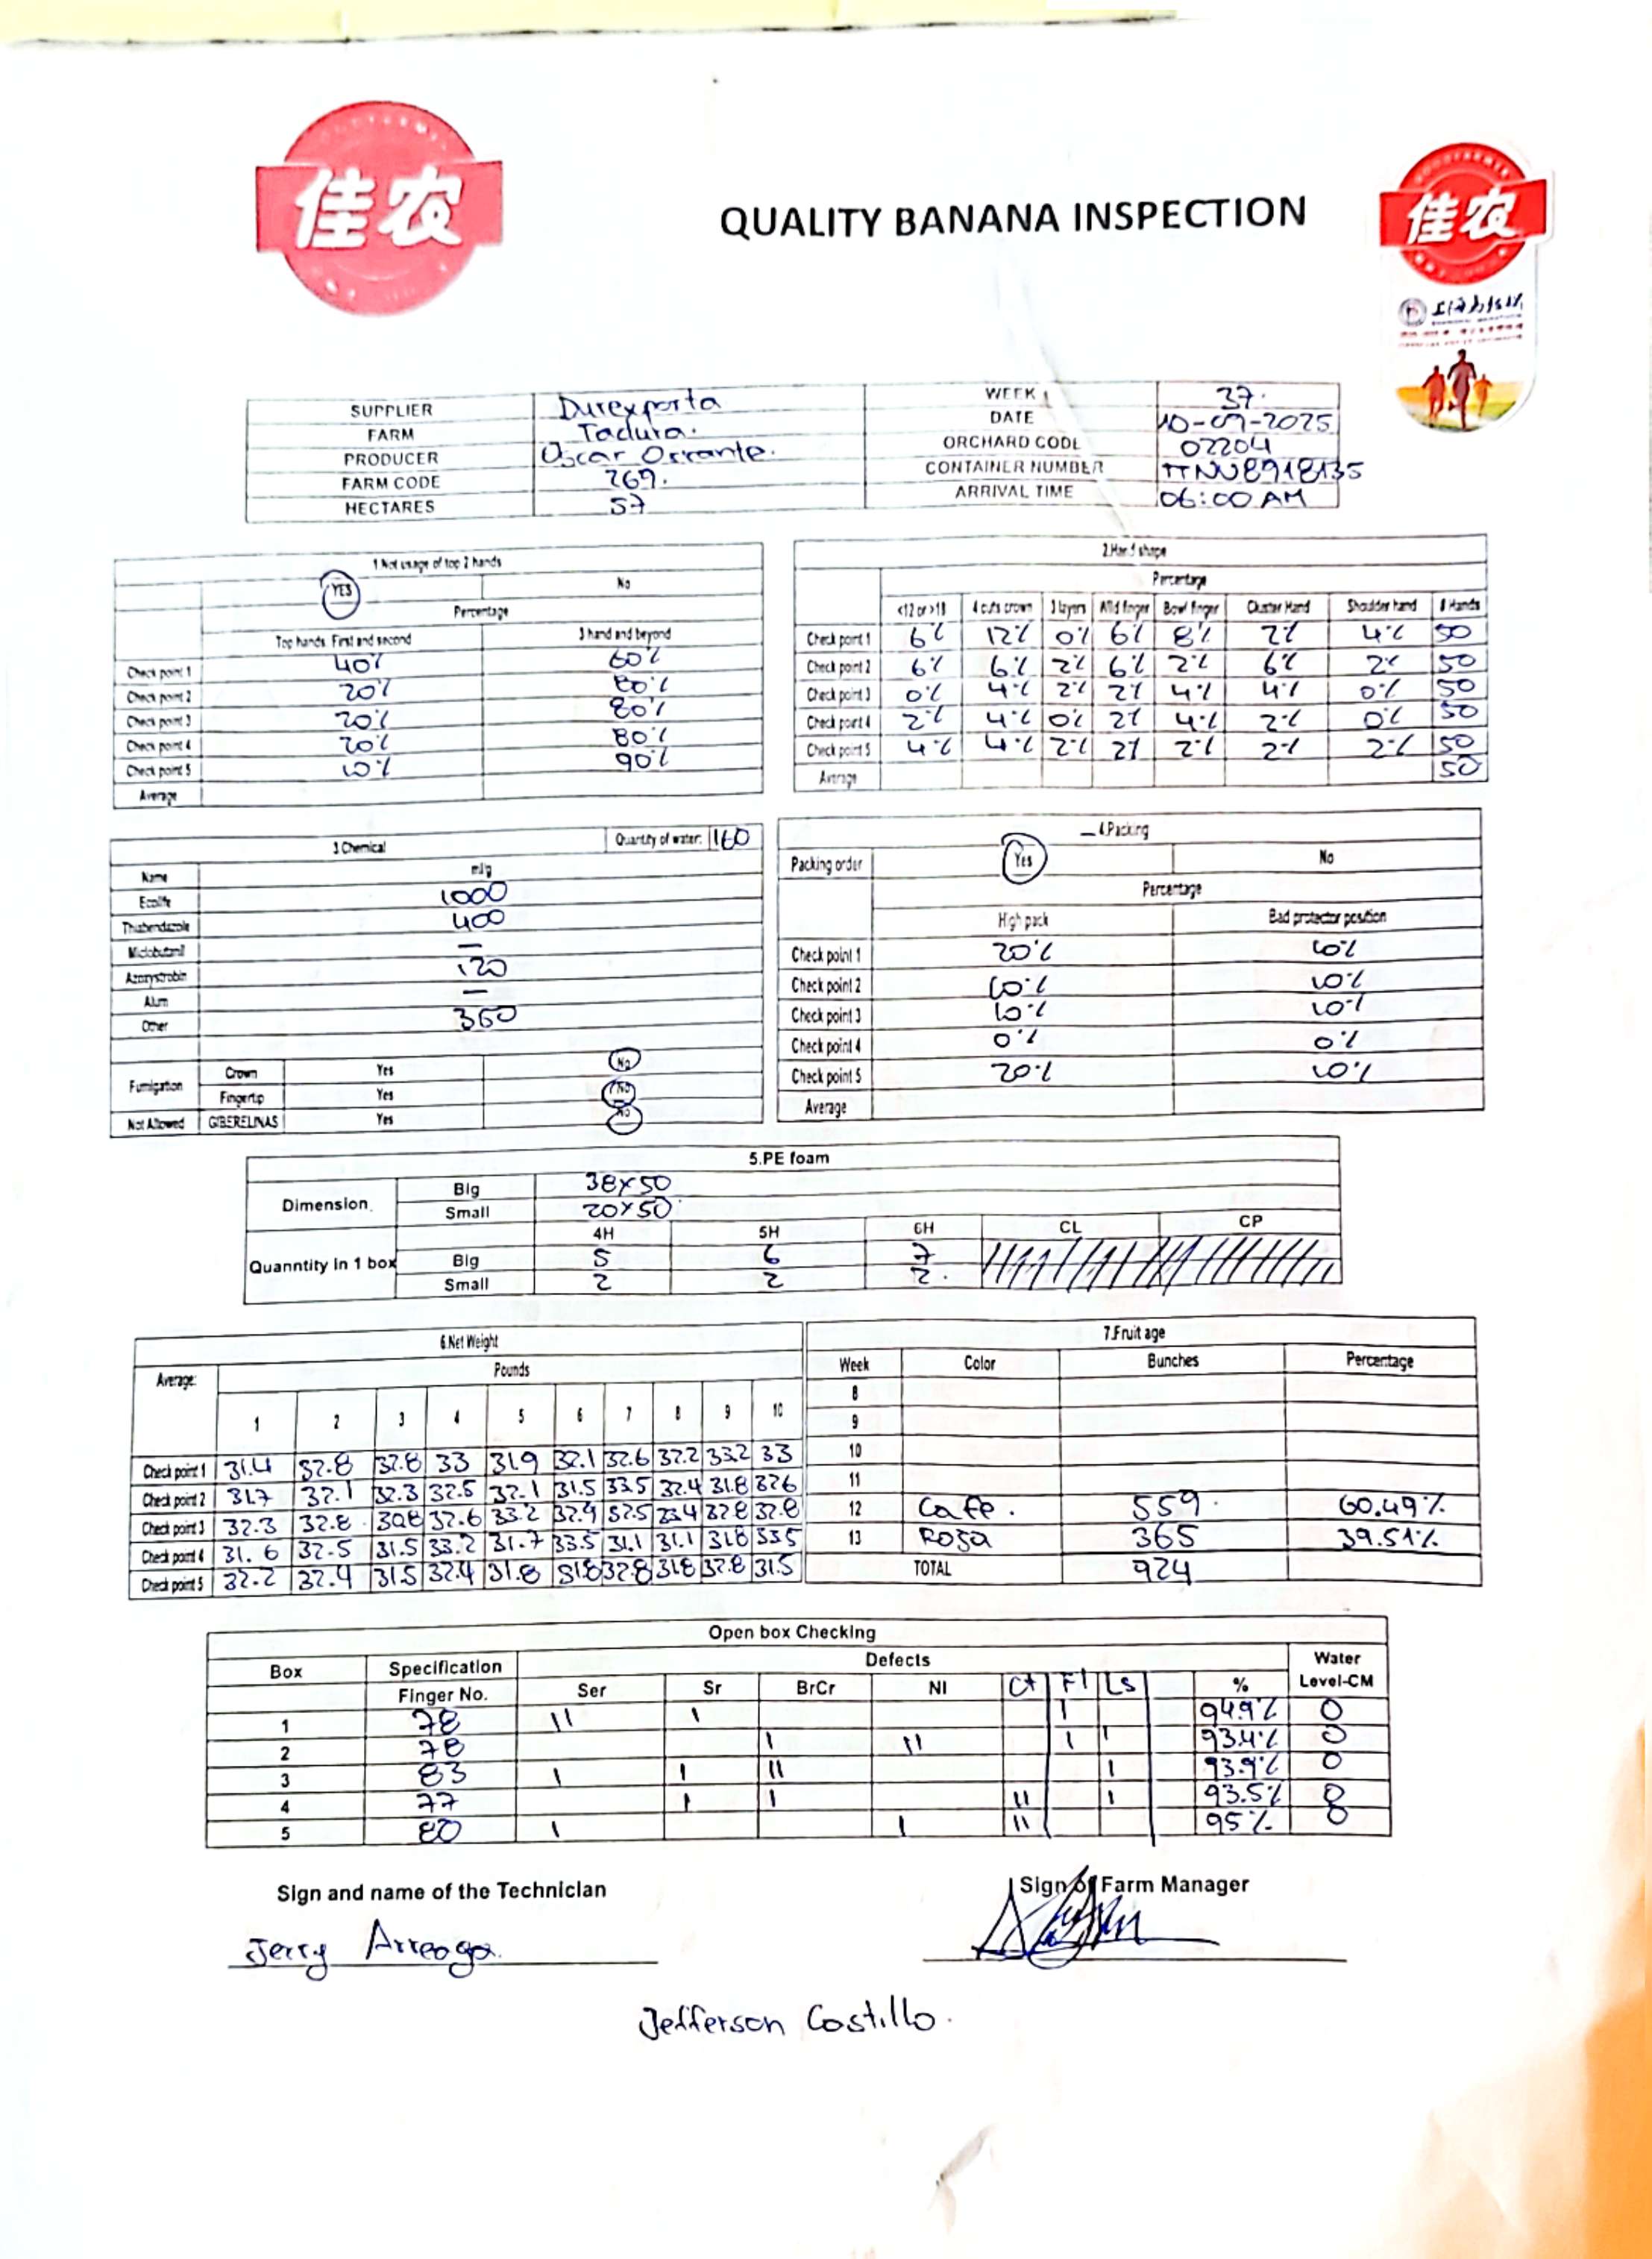 佳农
QUALITY BANANA INSPECTION
佳农
SUPPLIER Durexporta WEEK 37.
FARM Taclura. DATE 10-09-2025
PRODUCER Oscar Orrante. ORCHARD CODE 02204
FARM CODE 269. CONTAINER NUMBER TTNU8918135
HECTARES 57 ARRIVAL TIME 06:00 AM
1.Not usage of top 2 hands
YES No
Percentage
Top hands. First and second 3 hand and beyond
Check point 1 40% 60%
Check point 2 20% 80%
Check point 3 20% 80%
Check point 4 20% 80%
Check point 5 10% 90%
Average
2.Hand shape
Percentage
<12 or >18 4 cuts crown 3 layers Wild finger Bowl finger Cluster Hand Shoulder hand # Hands
Check point 1 6% 12% 0% 6% 8% 2% 4% 50
Check point 2 6% 6% 2% 6% 2% 6% 2% 50
Check point 3 0% 4% 2% 2% 4% 4% 0% 50
Check point 4 2% 4% 0% 2% 4% 2% 0% 50
Check point 5 4% 4% 2% 2% 2% 2% 2% 50
Average 50
3.Chemical Quantity of water: 160
Name ml/g
Ecolife 1000
Thiabendazole 400
Miclobutanil —
Azoxystrobin 120
Alum —
Other 360
Fumigation Crown Yes No
Fingertip Yes No
Not Allowed GIBERELINAS Yes No
4.Packing
Packing order Yes No
Percentage
High pack Bad protector position
Check point 1 20% 10%
Check point 2 10% 10%
Check point 3 10% 10%
Check point 4 0% 0%
Check point 5 20% 10%
Average
5.PE foam
Dimension. Big 38x50
Small 20x50
4H 5H 6H CL CP
Quanntity in 1 box Big 5 6 7
Small 2 2 2.
6.Net Weight
Average: Pounds
1 2 3 4 5 6 7 8 9 10
Check point 1 31.4 32.8 32.8 33 31.9 32.1 32.6 32.2 33.2 33
Check point 2 31.7 32.1 32.3 32.5 32.1 31.5 33.5 32.4 31.8 32.6
Check point 3 32.3 32.8 30.8 32.6 33.2 32.9 32.5 33.4 32.8 32.8
Check point 4 31.6 32.5 31.5 33.2 31.7 33.5 31.1 31.1 31.8 33.5
Check point 5 32.2 32.4 31.5 32.4 31.8 31.8 32.8 31.8 32.8 31.5
7.Fruit age
Week Color Bunches Percentage
8
9
10
11
12 Cafe. 559 60.49%
13 Rosa 365 39.51%
TOTAL 924
Open box Checking
Box Specification Defects Water
Finger No. Ser Sr BrCr NI Ct Fl Ls % Level-CM
1 78 II I I 94.9% 0
2 78 I II I I 93.4% 0
3 83 I I II I 93.9% 0
4 77 I I II I 93.5% 0
5 80 I I II 95% 0
Sign and name of the Technician Sign of Farm Manager
Jerry Arreaga.
Jefferson Castillo.